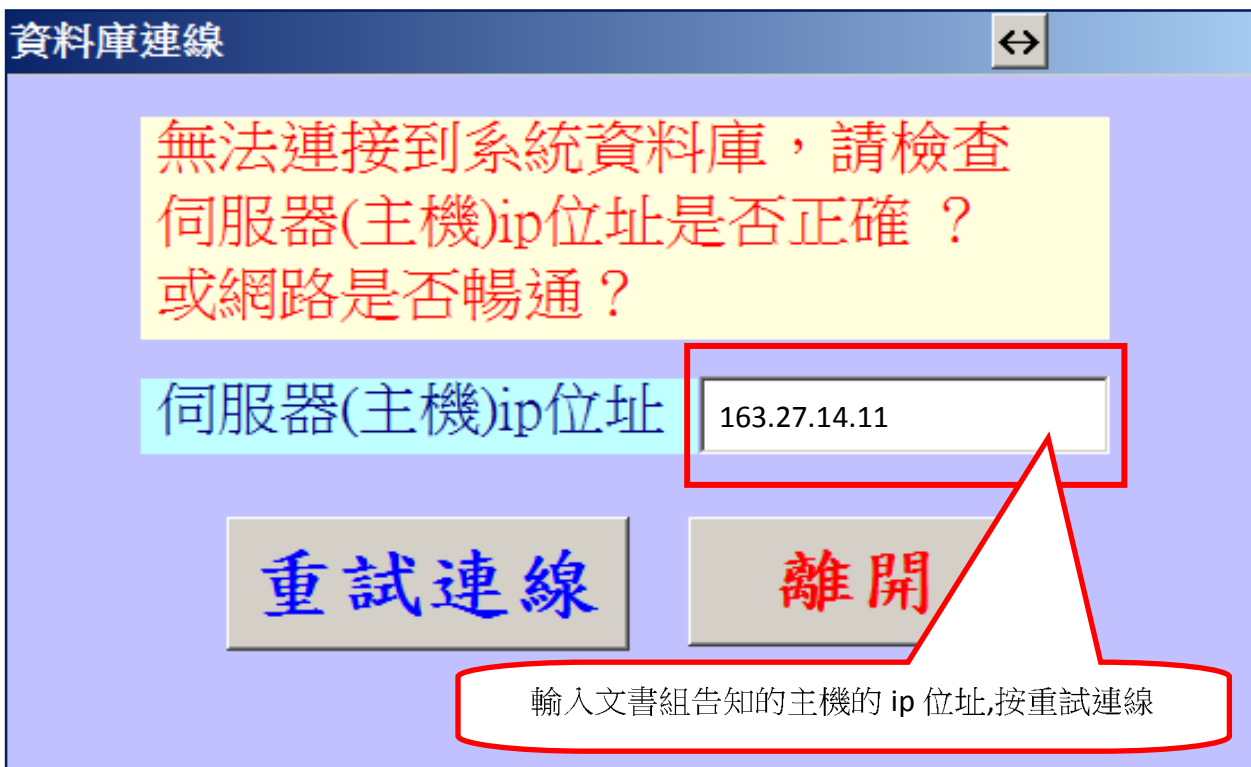 資料庫連線
無法連接到系統資料庫，請檢查
伺服器(主機)ip位址是否正確 ？
或網路是否暢通？
伺服器(主機)ip位址
163.27.14.11
重試連線
離開
輸入文書組告知的主機的 ip 位址,按重試連線